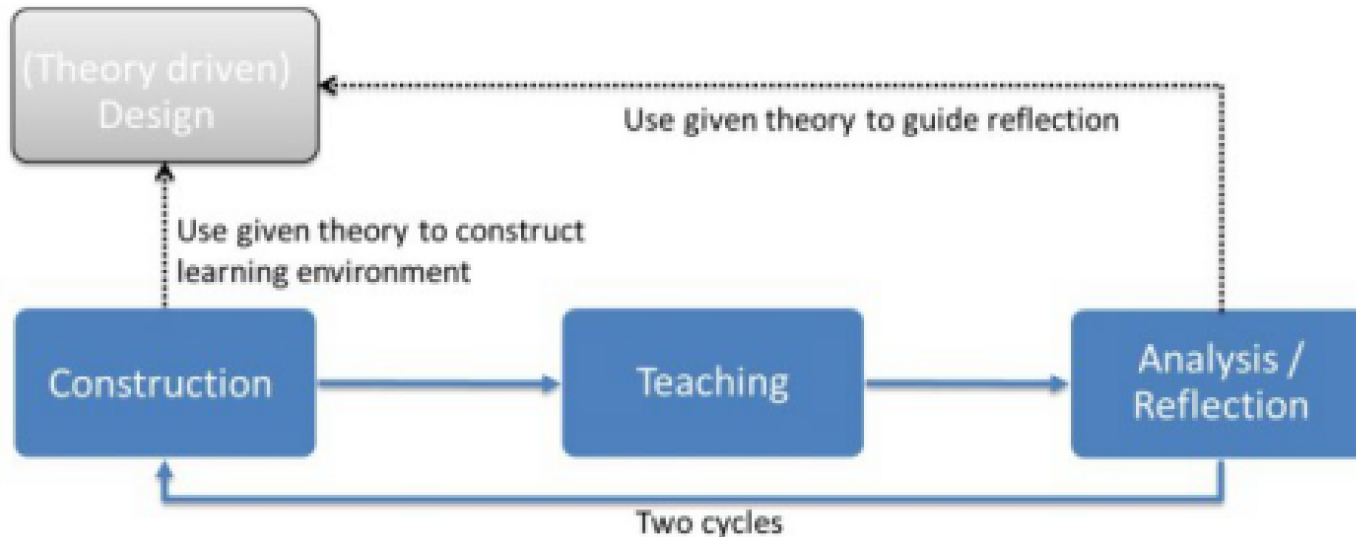 (Theory driven)
Design
Use given theory to guide reflection
Use given theory to construct
learning environment
Construction
Teaching
Analysis /
Reflection
Two cycles